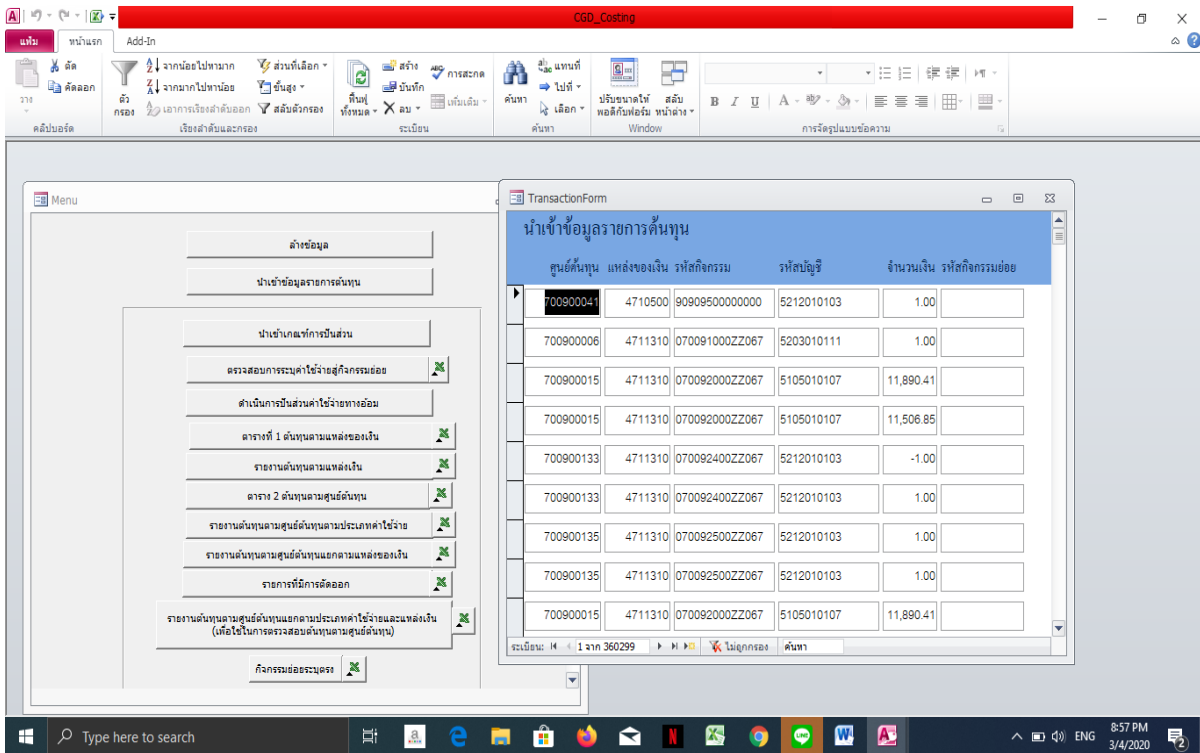 CGD_Costing
แฟ้ม หน้าแรก Add-In
วาง ตัด คัดลอก
คลิปบอร์ด
ตัวกรอง จากน้อยไปหามาก จากมากไปหาน้อย เอาการเรียงลำดับออก ส่วนที่เลือก ขั้นสูง สลับตัวกรอง
เรียงลำดับและกรอง
ฟื้นฟูทั้งหมด สร้าง บันทึก ลบ การสะกด เพิ่มเติม
ระเบียน
ค้นหา แทนที่ ไปที่ เลือก
ค้นหา
ปรับขนาดให้พอดีกับฟอร์ม สลับหน้าต่าง
Window
B I U A
การจัดรูปแบบข้อความ
Menu
ล้างข้อมูล
นำเข้าข้อมูลรายการต้นทุน
นำเข้าเกณฑ์การปันส่วน
ตรวจสอบการระบุค่าใช้จ่ายสู่กิจกรรมย่อย
ดำเนินการปันส่วนค่าใช้จ่ายทางอ้อม
ตารางที่ 1 ต้นทุนตามแหล่งของเงิน
รายงานต้นทุนตามแหล่งเงิน
ตาราง 2 ต้นทุนตามศูนย์ต้นทุน
รายงานต้นทุนตามศูนย์ต้นทุนตามประเภทค่าใช้จ่าย
รายงานต้นทุนตามศูนย์ต้นทุนแยกตามแหล่งของเงิน
รายการที่มีการตัดออก
รายงานต้นทุนตามศูนย์ต้นทุนแยกตามประเภทค่าใช้จ่ายและแหล่งเงิน
(เพื่อใช้ในการตรวจสอบต้นทุนตามศูนย์ต้นทุน)
กิจกรรมย่อยระบุตรง
TransactionForm
นำเข้าข้อมูลรายการต้นทุน
ศูนย์ต้นทุน แหล่งของเงิน รหัสกิจกรรม รหัสบัญชี จำนวนเงิน รหัสกิจกรรมย่อย
700900041 4710500 90909500000000 5212010103 1.00
700900006 4711310 070091000ZZ067 5203010111 1.00
700900015 4711310 070092000ZZ067 5105010107 11,890.41
700900015 4711310 070092000ZZ067 5105010107 11,506.85
700900133 4711310 070092400ZZ067 5212010103 -1.00
700900133 4711310 070092400ZZ067 5212010103 1.00
700900135 4711310 070092500ZZ067 5212010103 1.00
700900135 4711310 070092500ZZ067 5212010103 1.00
700900015 4711310 070092000ZZ067 5105010107 11,890.41
ระเบียน: 1 จาก 360299 ไม่ถูกกรอง ค้นหา
Type here to search
ENG 8:57 PM
3/4/2020